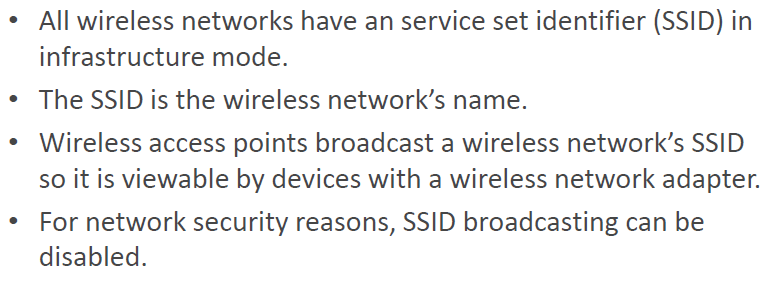 • All wireless networks have an service set identifier (SSID) in
infrastructure mode.
• The SSID is the wireless network’s name.
• Wireless access points broadcast a wireless network’s SSID
so it is viewable by devices with a wireless network adapter.
• For network security reasons, SSID broadcasting can be
disabled.